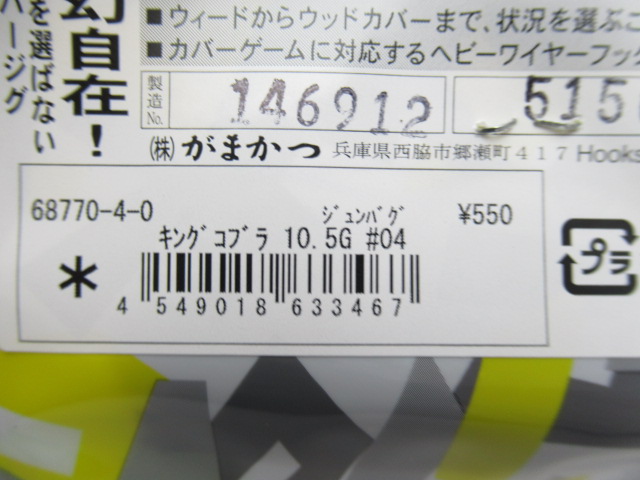 幻自在！
を選ばない
バージグ
■ウィードからウッドカバーまで、状況を選ぶこ
■カバーゲームに対応するヘビーワイヤーフック
製造No. 146912 515
(株) がまかつ 兵庫県西脇市郷瀬町417 Hooks
68770-4-0 ｼﾞｭﾝﾊﾞｸﾞ ¥550
ｷﾝｸﾞｺﾌﾞﾗ 10.5G #04
*
4 549018 633467
プラ